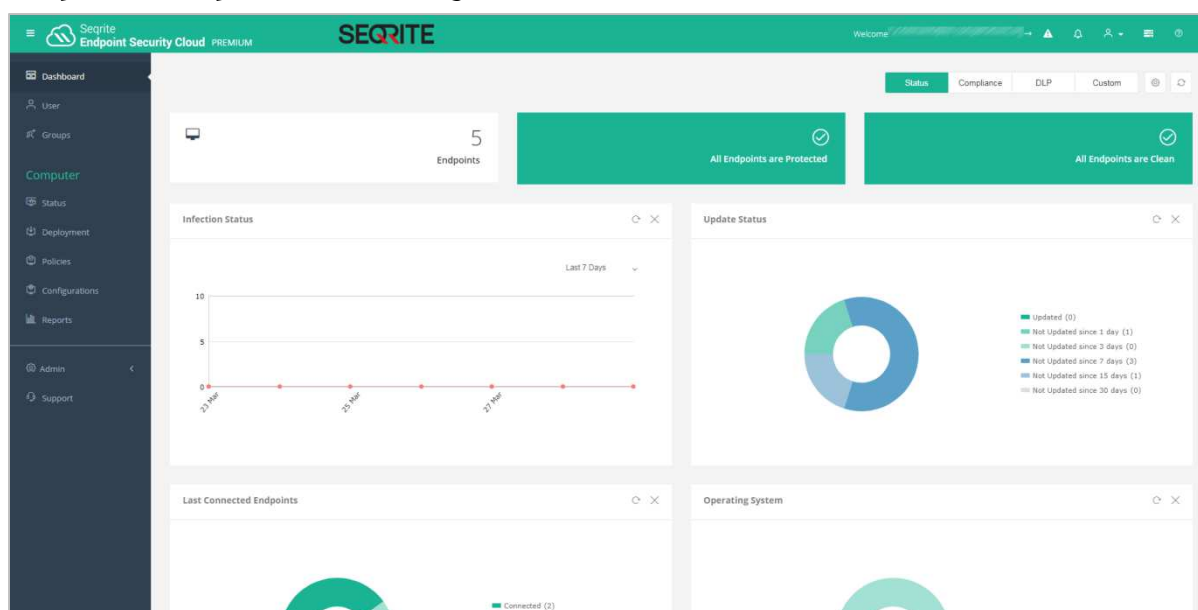 Seqrite
Endpoint Security Cloud PREMIUM
SEQRITE
Welcome
Dashboard
User
Groups
Computer
Status
Deployment
Policies
Configurations
Reports
Admin
Support
Status Compliance DLP Custom
5
Endpoints
All Endpoints are Protected
All Endpoints are Clean
Infection Status
Last 7 Days
10
5
0
23 Mar
25 Mar
27 Mar
Update Status
Updated (0)
Not Updated since 1 day (1)
Not Updated since 3 days (0)
Not Updated since 7 days (3)
Not Updated since 15 days (1)
Not Updated since 30 days (0)
Last Connected Endpoints
Connected (2)
Operating System